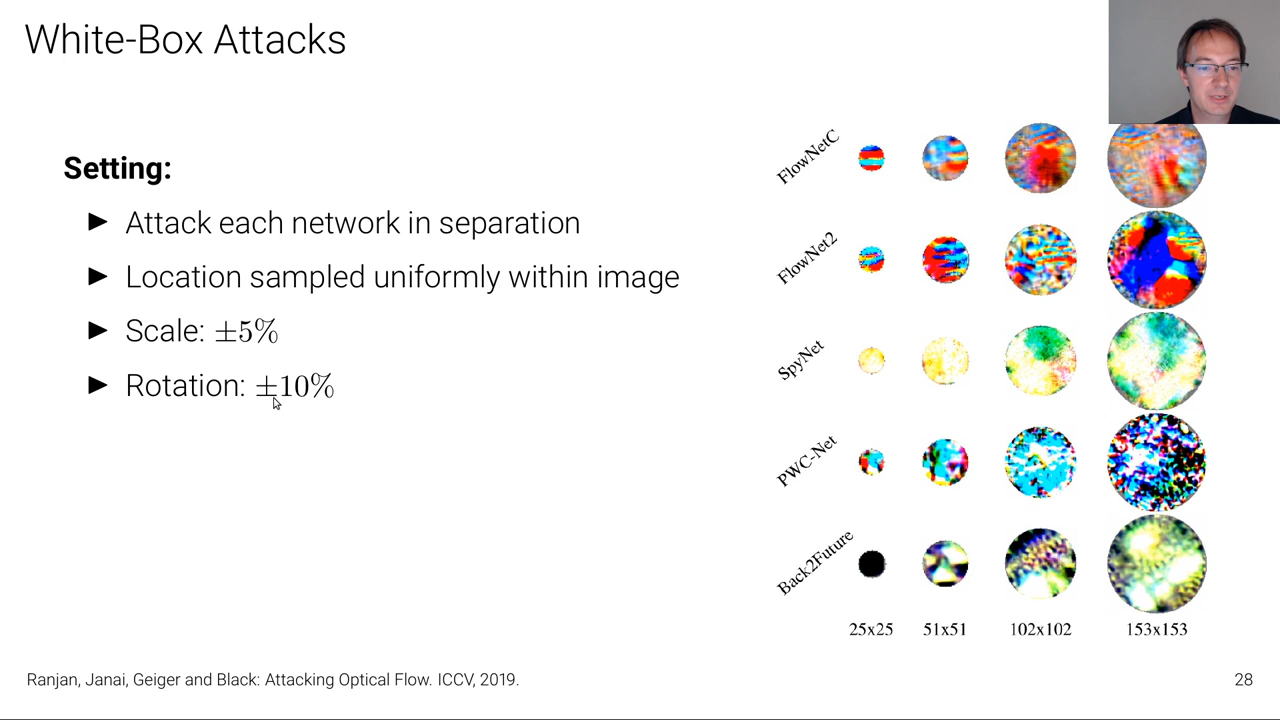 White-Box Attacks
Setting:
► Attack each network in separation
► Location sampled uniformly within image
► Scale: ±5%
► Rotation: ±10%
FlowNetC
FlowNet2
SpyNet
PWC-Net
Back2Future
25x25 51x51 102x102 153x153
Ranjan, Janai, Geiger and Black: Attacking Optical Flow. ICCV, 2019.
28